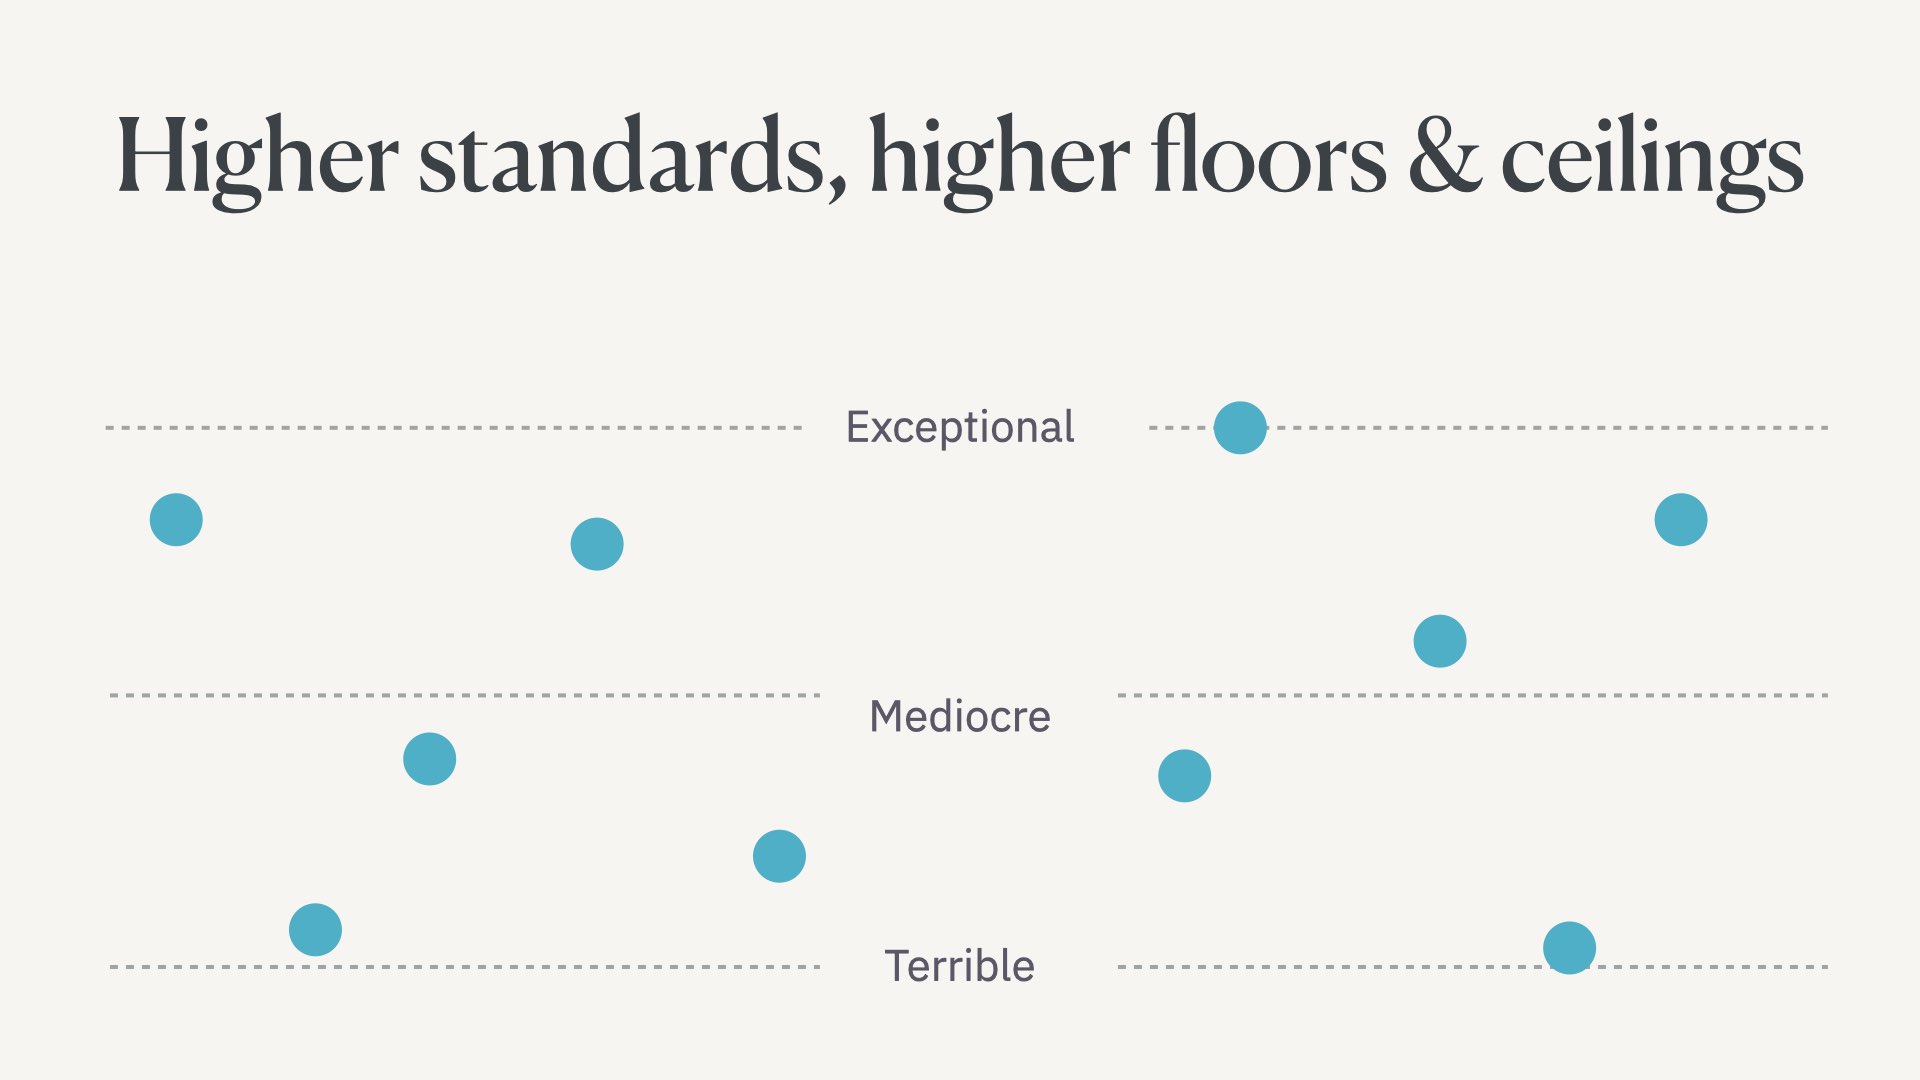 Higher standards, higher floors & ceilings
Exceptional
Mediocre
Terrible